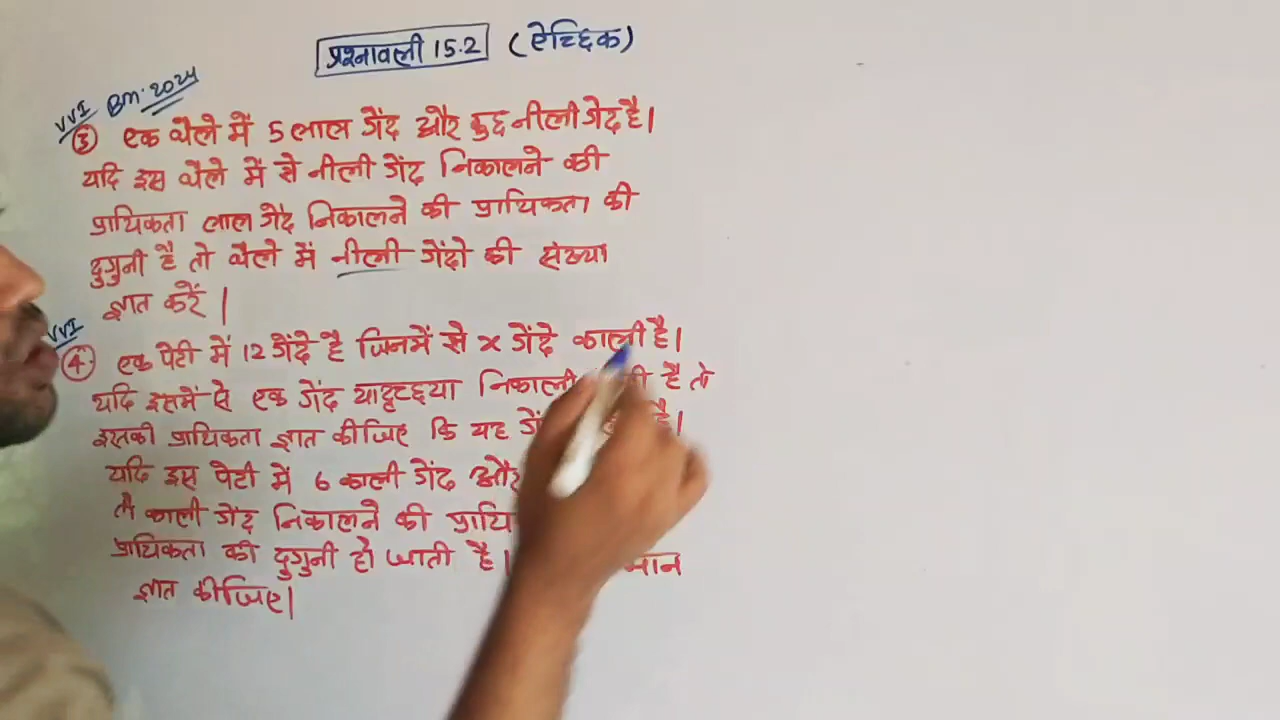 प्रश्नावली 15.2 (ऐच्छिक)
VVI BM. 2024
③ एक थैले में 5 लाल गेंद और कुछ नीली गेंद है।
यदि इस थैले में से नीली गेंद निकालने की
प्रायिकता लाल गेंद निकालने की प्रायिकता की
दुगुनी है तो थैले में नीली गेंदो की संख्या
ज्ञात करें |
VVI
④. एक पेटी में 12 गेंदे है जिनमें से x गेंदे काली है।
यदि इसमें से एक गेंद यादृच्छया निकाली है तो
इसकी प्रायिकता ज्ञात कीजिए कि यह है।
यदि इस पेटी में 6 काली गेंद और
तो काली गेंद निकालने की
प्रायिकता की दुगुनी हो जाती है। मान
ज्ञात कीजिए|